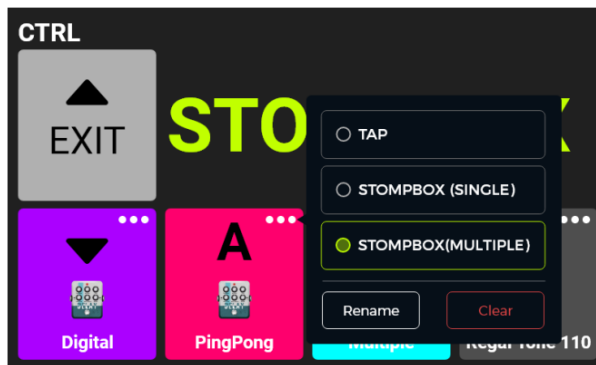 CTRL
EXIT
STO
TAP
STOMPBOX (SINGLE)
STOMPBOX(MULTIPLE)
Rename
Clear
A
Digital
PingPong
Multiple
Regal Tone 110